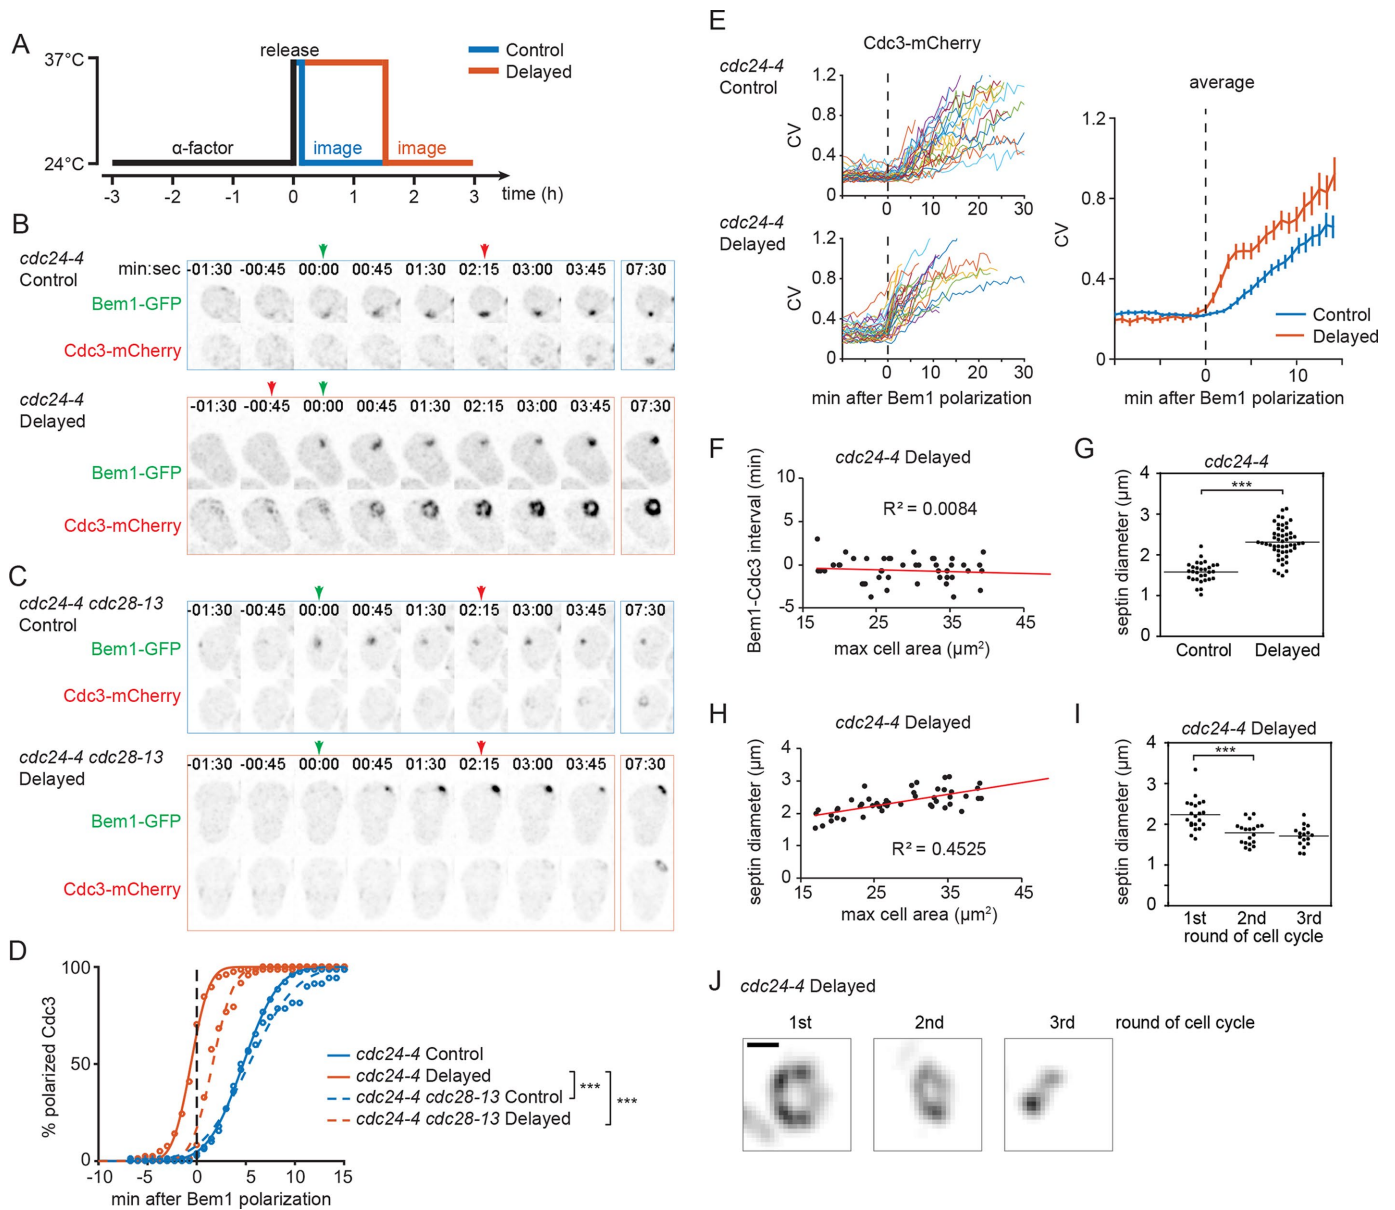 A
37°C
24°C
release
α-factor
image
image
Control
Delayed
-3 -2 -1 0 1 2 3 time (h)
B
cdc24-4
Control
min:sec
-01:30 -00:45 00:00 00:45 01:30 02:15 03:00 03:45 07:30
Bem1-GFP
Cdc3-mCherry
cdc24-4
Delayed
-01:30 -00:45 00:00 00:45 01:30 02:15 03:00 03:45 07:30
Bem1-GFP
Cdc3-mCherry
C
cdc24-4 cdc28-13
Control
-01:30 -00:45 00:00 00:45 01:30 02:15 03:00 03:45 07:30
Bem1-GFP
Cdc3-mCherry
cdc24-4 cdc28-13
Delayed
-01:30 -00:45 00:00 00:45 01:30 02:15 03:00 03:45 07:30
Bem1-GFP
Cdc3-mCherry
D
% polarized Cdc3
100
50
0
-10 -5 0 5 10 15
min after Bem1 polarization
cdc24-4 Control
cdc24-4 Delayed
cdc24-4 cdc28-13 Control
cdc24-4 cdc28-13 Delayed
***
***
E
Cdc3-mCherry
cdc24-4
Control
CV
1.2
0.8
0.4
0
0 10 20 30
cdc24-4
Delayed
CV
1.2
0.8
0.4
0
0 10 20 30
min after Bem1 polarization
average
CV
1.2
0.8
0.4
0
0 10
Control
Delayed
min after Bem1 polarization
F
cdc24-4 Delayed
Bem1-Cdc3 interval (min)
10
5
0
-5
R² = 0.0084
15 25 35 45
max cell area (µm²)
G
cdc24-4
septin diameter (µm)
4
3
2
1
0
***
Control Delayed
H
cdc24-4 Delayed
septin diameter (µm)
4
3
2
1
0
R² = 0.4525
15 25 35 45
max cell area (µm²)
I
cdc24-4 Delayed
septin diameter (µm)
4
3
2
1
0
***
1st 2nd 3rd
round of cell cycle
J
cdc24-4 Delayed
1st 2nd 3rd round of cell cycle